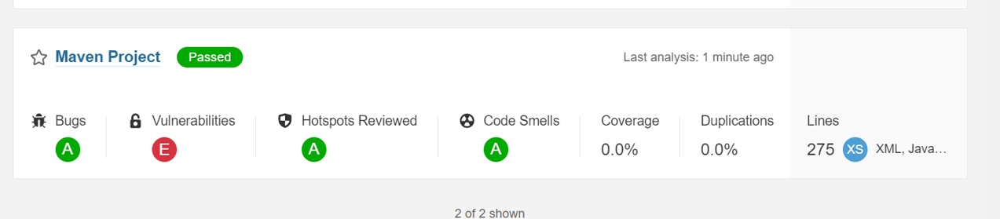 Maven Project Passed Last analysis: 1 minute ago
Bugs Vulnerabilities Hotspots Reviewed Code Smells Coverage Duplications Lines
A E A A 0.0% 0.0% 275 XS XML, Java...
2 of 2 shown